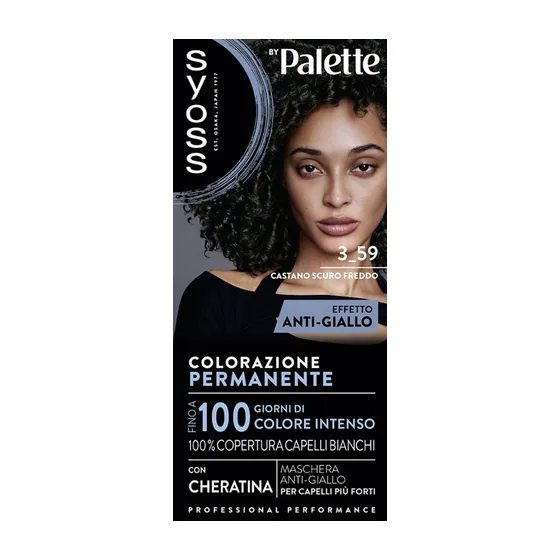 syoss
EST, OSAKA, JAPAN 1977
BY Palette
3_59
CASTANO SCURO FREDDO
EFFETTO
ANTI-GIALLO
COLORAZIONE
PERMANENTE
FINO A 100 GIORNI DI
COLORE INTENSO
100% COPERTURA CAPELLI BIANCHI
CON
CHERATINA
MASCHERA
ANTI-GIALLO
PER CAPELLI PIÙ FORTI
PROFESSIONAL PERFORMANCE